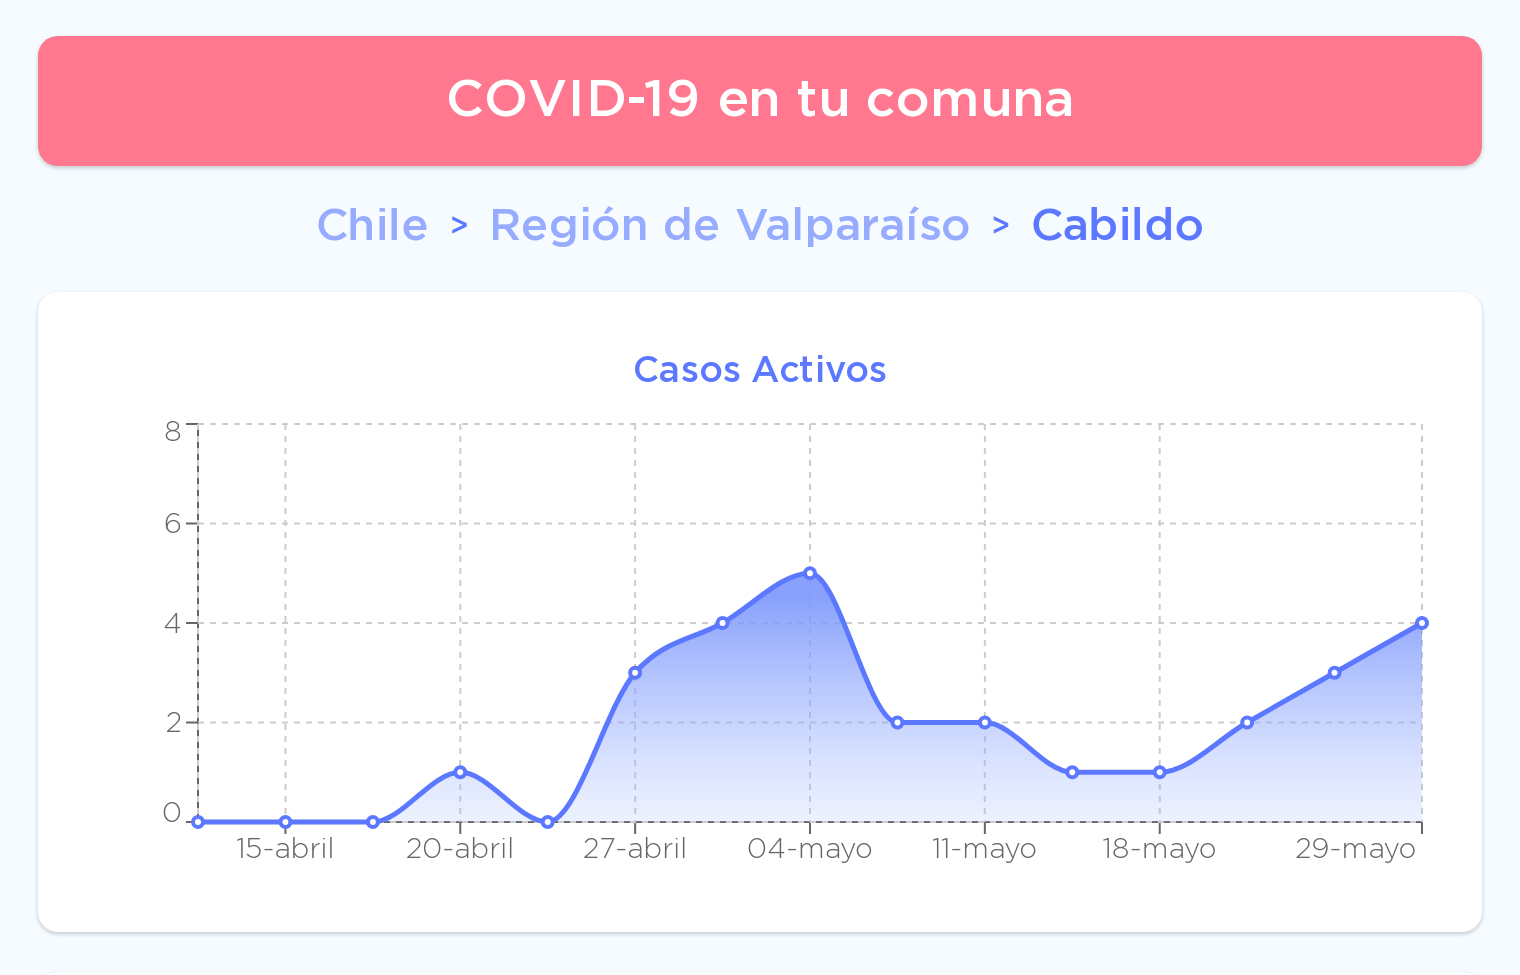 COVID-19 en tu comuna
Chile > Región de Valparaíso > Cabildo
Casos Activos
8
6
4
2
0
15-abril 20-abril 27-abril 04-mayo 11-mayo 18-mayo 29-mayo